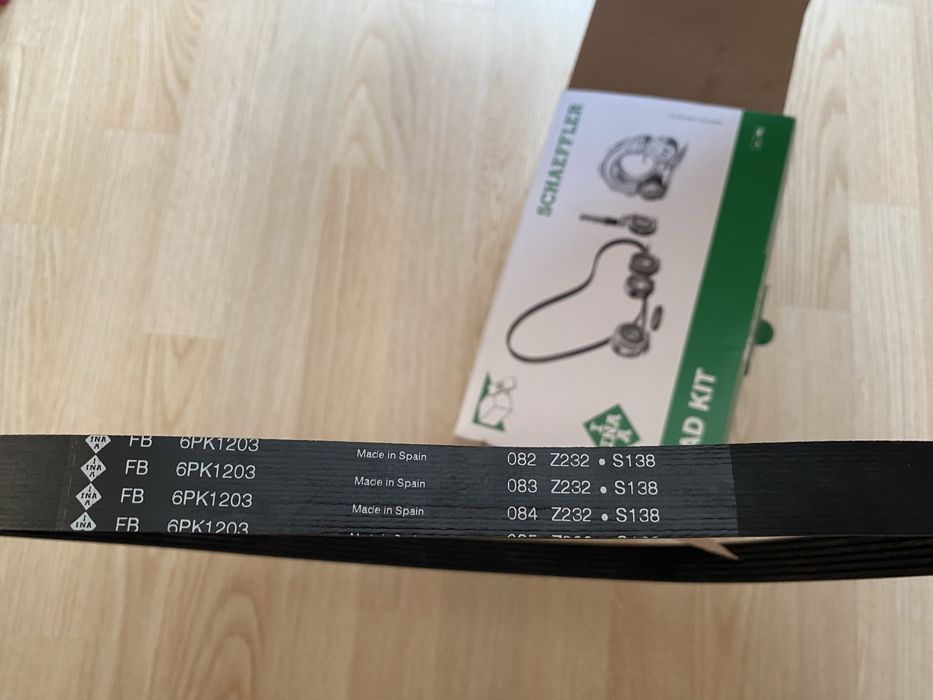 SCHAEFFLER
INA
AD KIT
INA FB 6PK1203
INA FB 6PK1203 Made in Spain 082 Z232 • S138
INA FB 6PK1203 Made in Spain 083 Z232 • S138
INA FB 6PK1203 Made in Spain 084 Z232 • S138